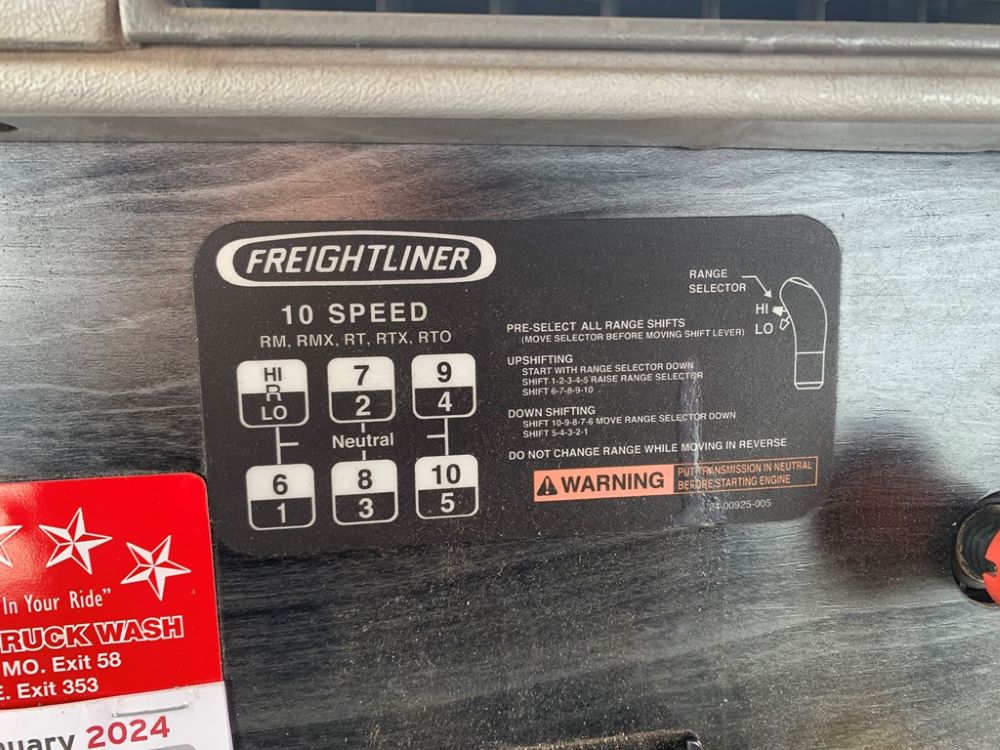 FREIGHTLINER
10 SPEED
RM, RMX, RT, RTX, RTO
HI
R
LO
7
2
9
4
Neutral
6
1
8
3
10
5
RANGE
SELECTOR
HI
LO
PRE-SELECT ALL RANGE SHIFTS
(MOVE SELECTOR BEFORE MOVING SHIFT LEVER)
UPSHIFTING
START WITH RANGE SELECTOR DOWN
SHIFT 1-2-3-4-5 RAISE RANGE SELECTOR
SHIFT 6-7-8-9-10
DOWN SHIFTING
SHIFT 10-9-8-7-6 MOVE RANGE SELECTOR DOWN
SHIFT 5-4-3-2-1
DO NOT CHANGE RANGE WHILE MOVING IN REVERSE
WARNING
PUT TRANSMISSION IN NEUTRAL
BEFORE STARTING ENGINE
24-00925-005
In Your Ride”
RUCK WASH
MO. Exit 58
E. Exit 353
nuary 2024